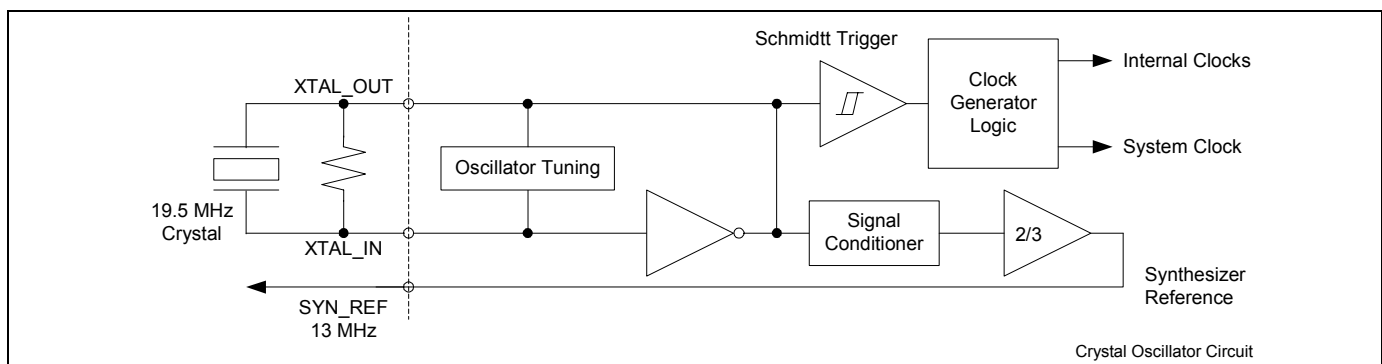 Schmidtt Trigger
XTAL_OUT
Clock
Generator
Logic
Internal Clocks
System Clock
Oscillator Tuning
19.5 MHz
Crystal
XTAL_IN
Signal
Conditioner
2/3
SYN_REF
13 MHz
Synthesizer
Reference
Crystal Oscillator Circuit